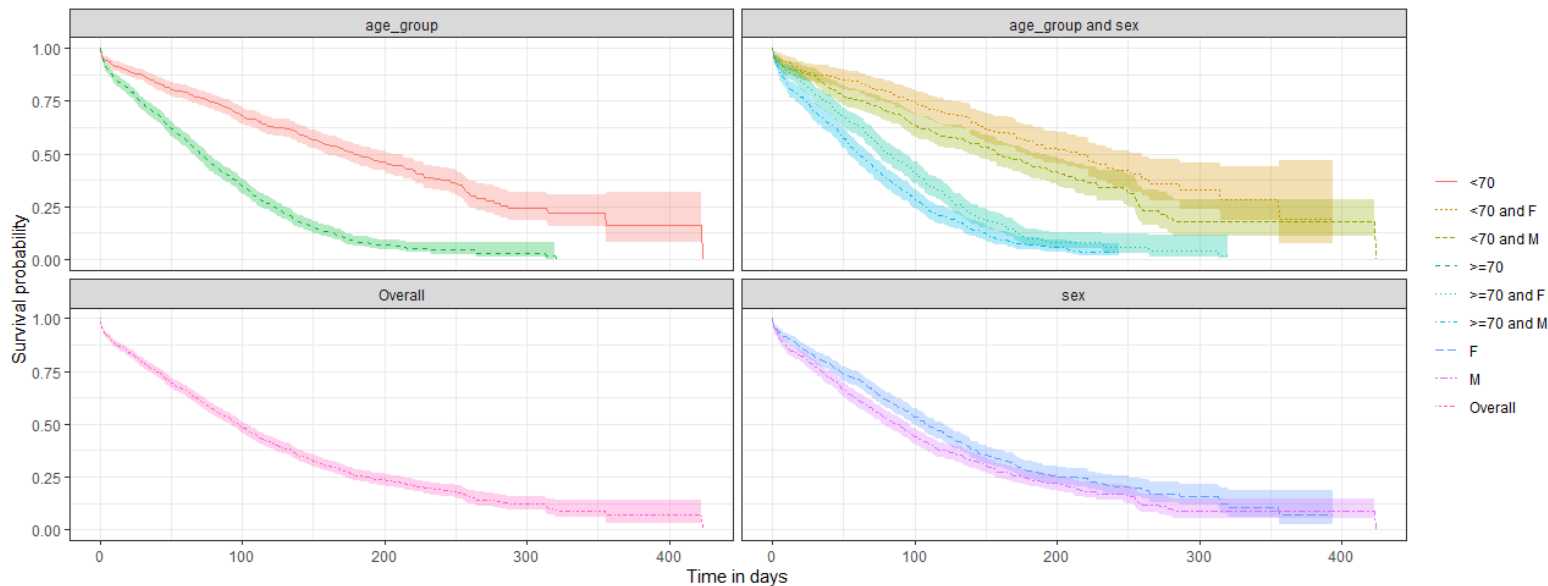 age_group
age_group and sex
1.00
0.75
0.50
0.25
0.00
Overall
sex
1.00
0.75
0.50
0.25
0.00
Survival probability
0
100
200
300
400
0
100
200
300
400
Time in days
<70
<70 and F
<70 and M
>=70
>=70 and F
>=70 and M
F
M
Overall